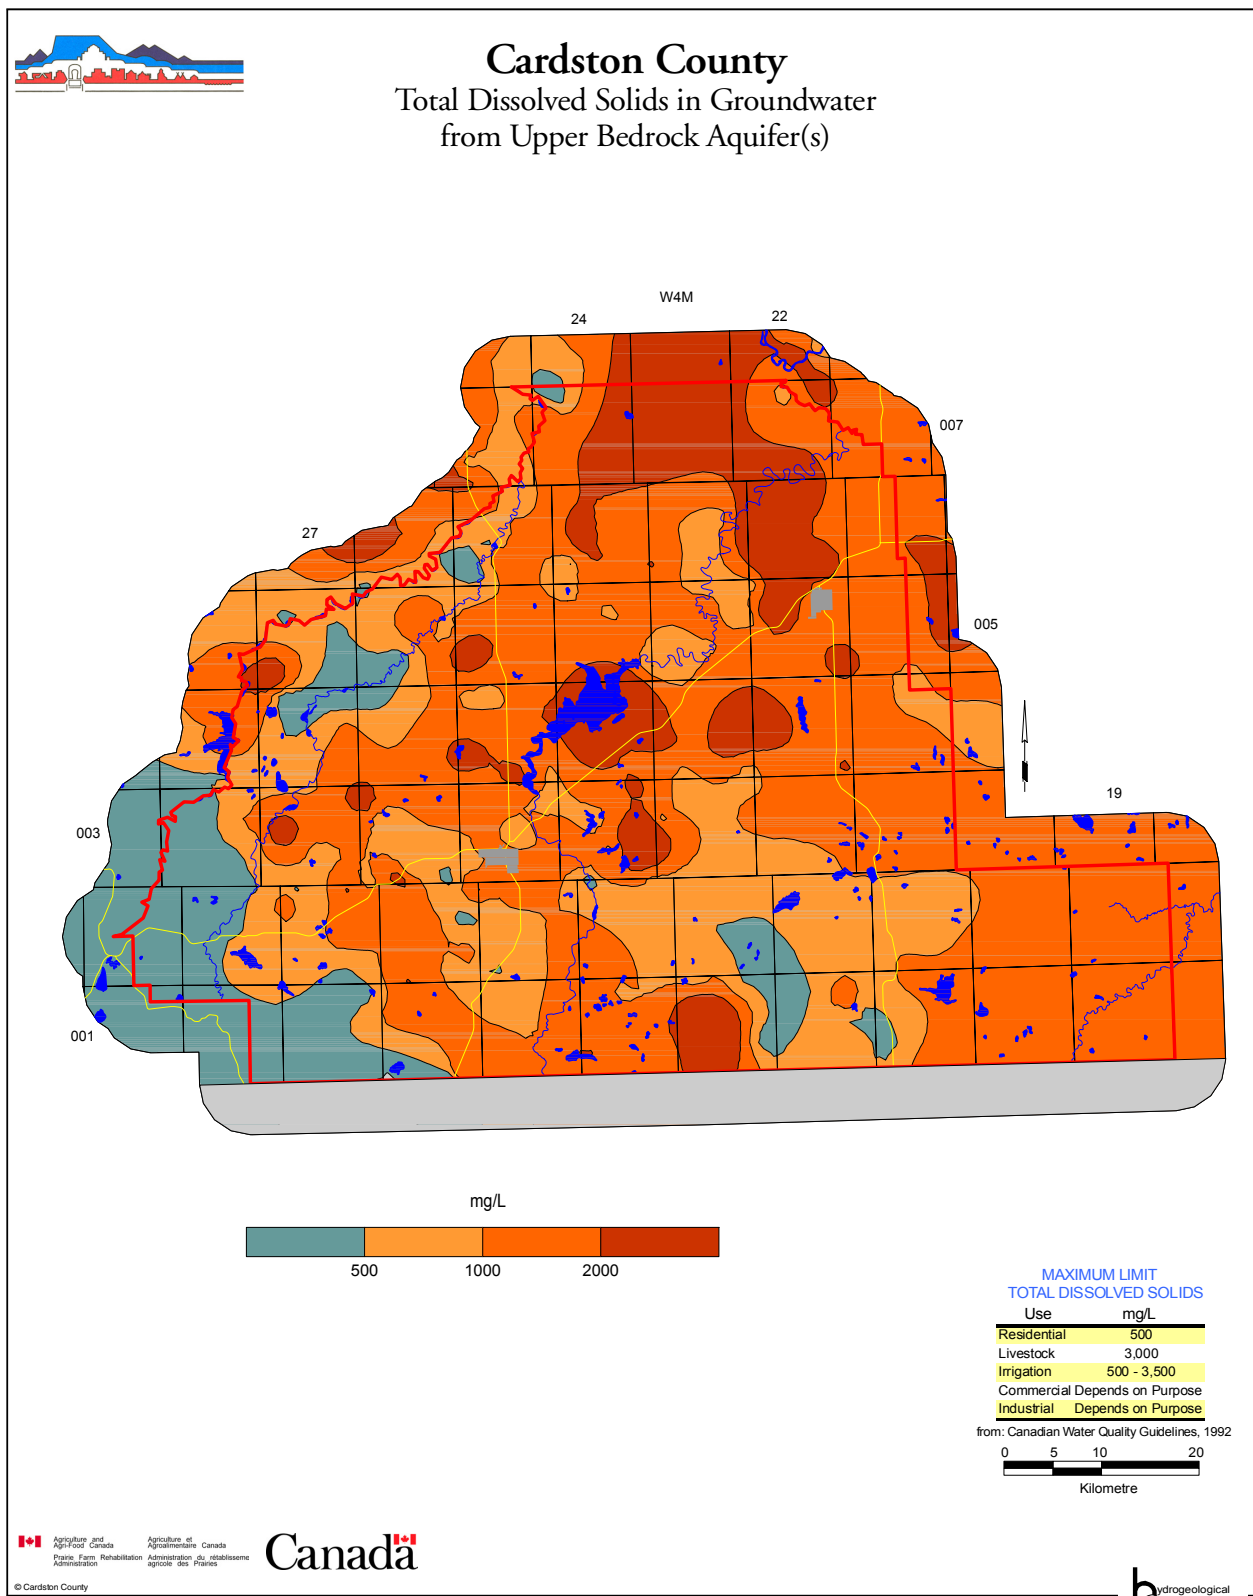 Cardston County
Total Dissolved Solids in Groundwater
from Upper Bedrock Aquifer(s)
W4M
24
22
007
27
005
19
003
001
mg/L
500 1000 2000
MAXIMUM LIMIT
TOTAL DISSOLVED SOLIDS
Use mg/L
Residential 500
Livestock 3,000
Irrigation 500 - 3,500
Commercial Depends on Purpose
Industrial Depends on Purpose
from: Canadian Water Quality Guidelines, 1992
0 5 10 20
Kilometre
Agriculture and Agriculture et
Agri-Food Canada Agroalimentaire Canada
Prairie Farm Rehabilitation Administration du rétablisseme
Administration agricole des Prairies
Canada
© Cardston County
hydrogeological